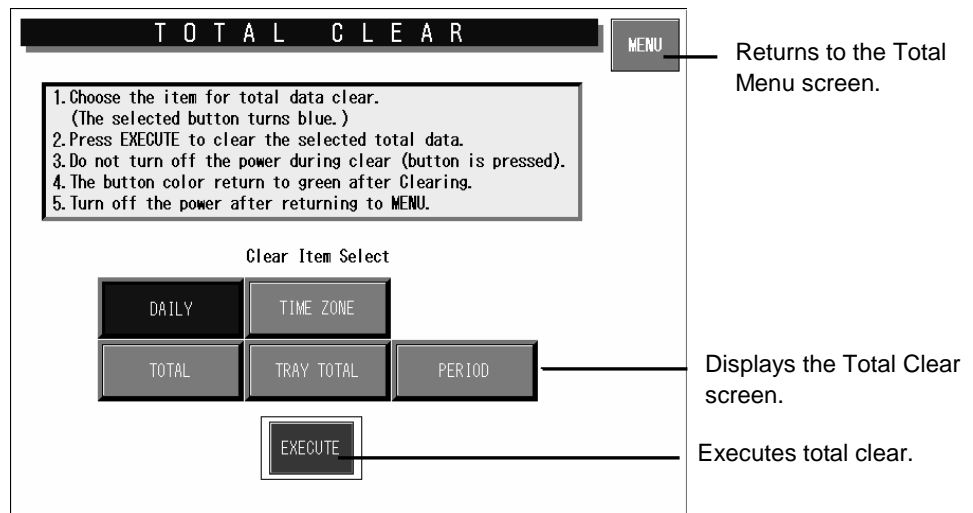 TOTAL CLEAR
MENU
Returns to the Total
Menu screen.
1.Choose the item for total data clear.
(The selected button turns blue.)
2.Press EXECUTE to clear the selected total data.
3.Do not turn off the power during clear (button is pressed).
4.The button color return to green after Clearing.
5.Turn off the power after returning to MENU.
Clear Item Select
DAILY
TIME ZONE
TOTAL
TRAY TOTAL
PERIOD
Displays the Total Clear
screen.
EXECUTE
Executes total clear.